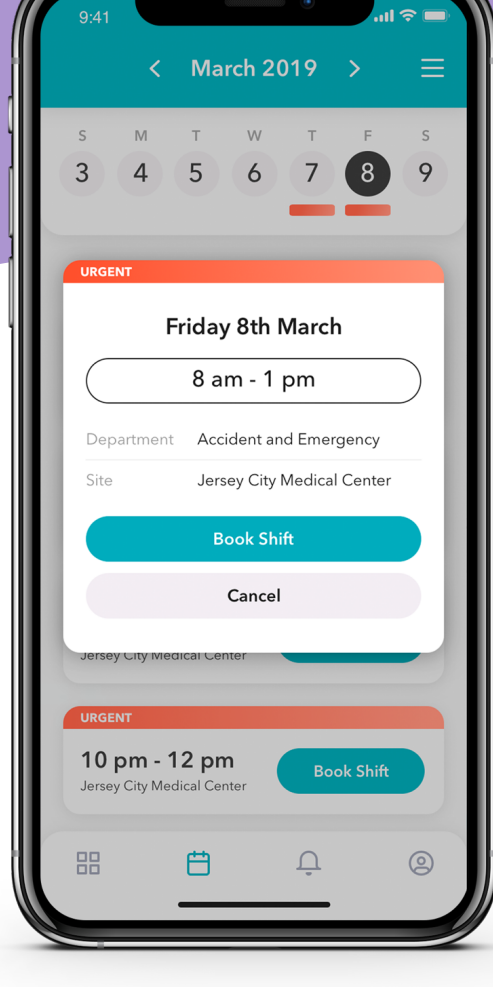 9:41
March 2019
S M T W T F S
3 4 5 6 7 8 9
URGENT
Friday 8th March
8 am - 1 pm
Department Accident and Emergency
Site Jersey City Medical Center
Book Shift
Cancel
Jersey City Medical Center
URGENT
10 pm - 12 pm
Jersey City Medical Center
Book Shift